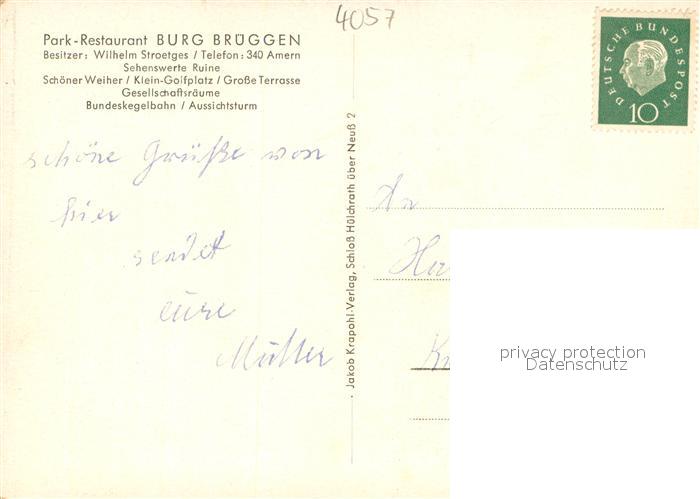 4057
Park-Restaurant BURG BRÜGGEN
Besitzer: Wilhelm Stroetges / Telefon: 340 Amern
Sehenswerte Ruine
Schöner Weiher / Klein-Golfplatz / Große Terrasse
Gesellschaftsräume
Bundeskegelbahn / Aussichtsturm
schöne Grüße von
hier
sendet
eure
Mutter
Jakob Krapohl-Verlag, Schloß Hülchrath über Neuß 2
DEUTSCHE BUNDESPOST
10
An
privacy protection
Datenschutz